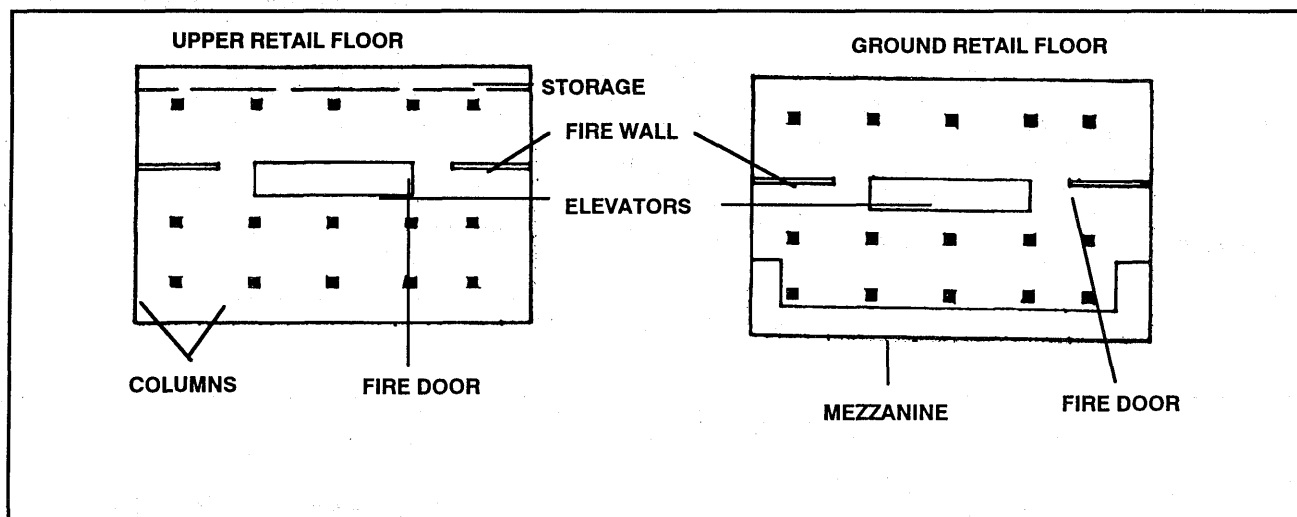 UPPER RETAIL FLOOR
GROUND RETAIL FLOOR
STORAGE
FIRE WALL
ELEVATORS
COLUMNS
FIRE DOOR
MEZZANINE
FIRE DOOR